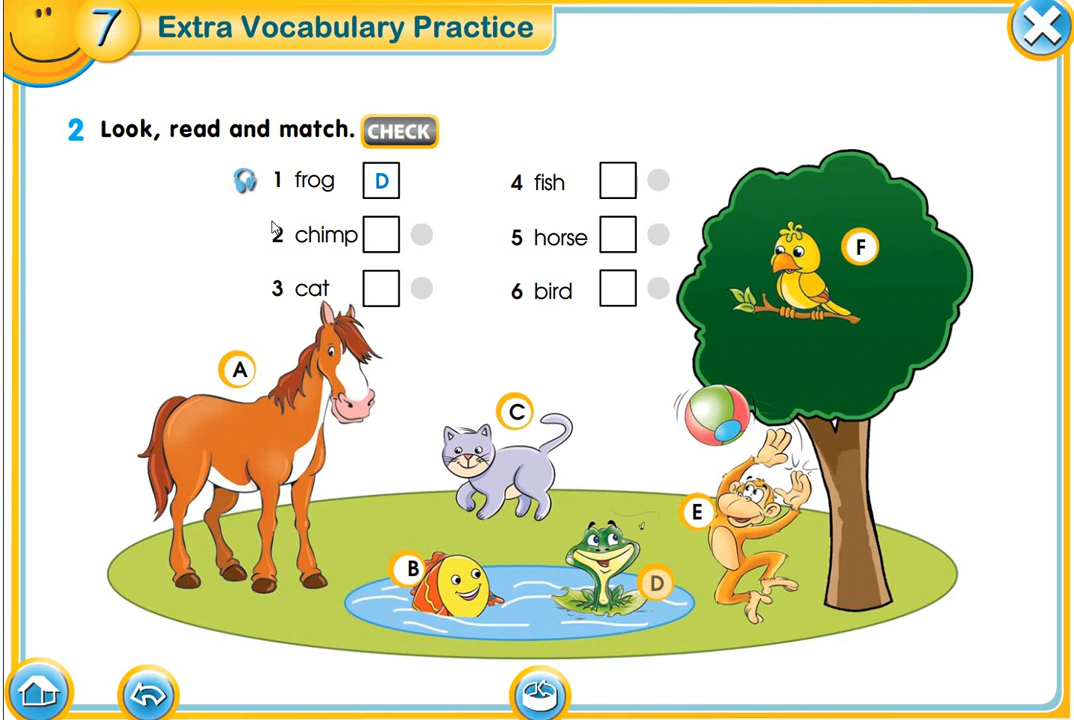 7 Extra Vocabulary Practice
2 Look, read and match. CHECK
1 frog D
2 chimp
3 cat
4 fish
5 horse
6 bird
F
A
C
E
B
D